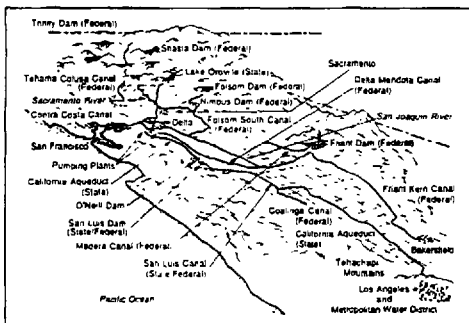 Trinity Dam (Federal)
Shasta Dam (Federal)
Tehama Colusa Canal
(Federal)
Lake Oroville (State)
Sacramento
Folsom Dam (Federal)
Delta Mendota Canal
(Federal)
Sacramento River
Nimbus Dam (Federal)
Contra Costa Canal
Delta
Folsom South Canal
(Federal)
San Joaquin River
San Francisco
Friant Dam (Federal)
Pumping Plants
California Aqueduct
(State)
Friant Kern Canal
(Federal)
O'Neill Dam
San Luis Dam
(State/Federal)
Coalinga Canal
(Federal)
Madera Canal (Federal)
California Aqueduct
(State)
Bakersfield
San Luis Canal
(State Federal)
Tehachapi
Mountains
Pacific Ocean
Los Angeles
and
Metropolitan Water District